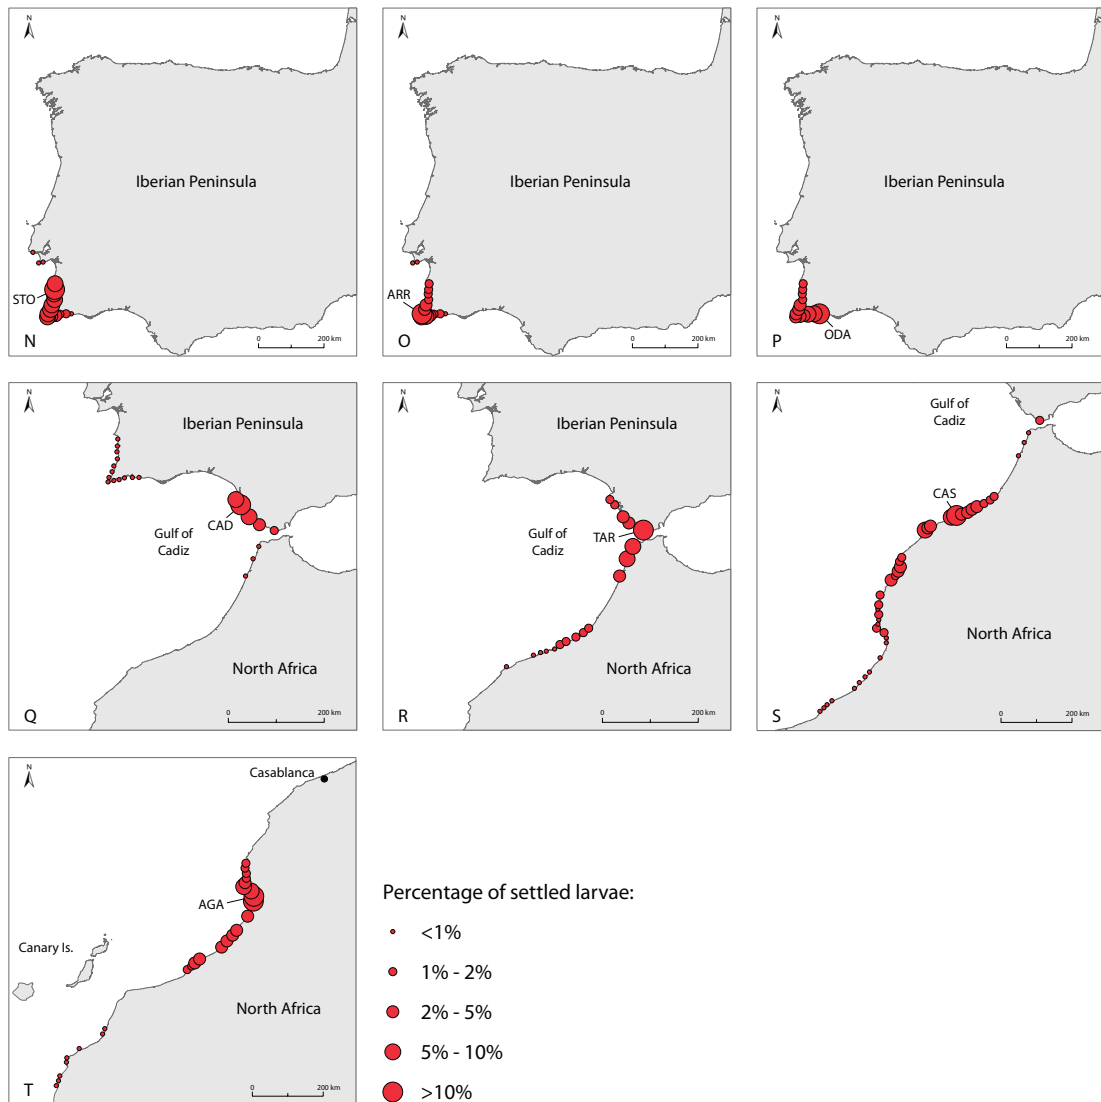 N
Iberian Peninsula
STO
N
0
200 km
N
Iberian Peninsula
ARR
O
0
200 km
N
Iberian Peninsula
ODA
P
0
200 km
N
Iberian Peninsula
CAD
Gulf of
Cadiz
North Africa
Q
0
200 km
N
Iberian Peninsula
Gulf of
Cadiz
TAR
North Africa
R
0
200 km
N
Gulf of
Cadiz
CAS
North Africa
S
0
200 km
N
Casablanca
AGA
Canary Is.
North Africa
T
0
200 km
Percentage of settled larvae:
<1%
1% - 2%
2% - 5%
5% - 10%
>10%